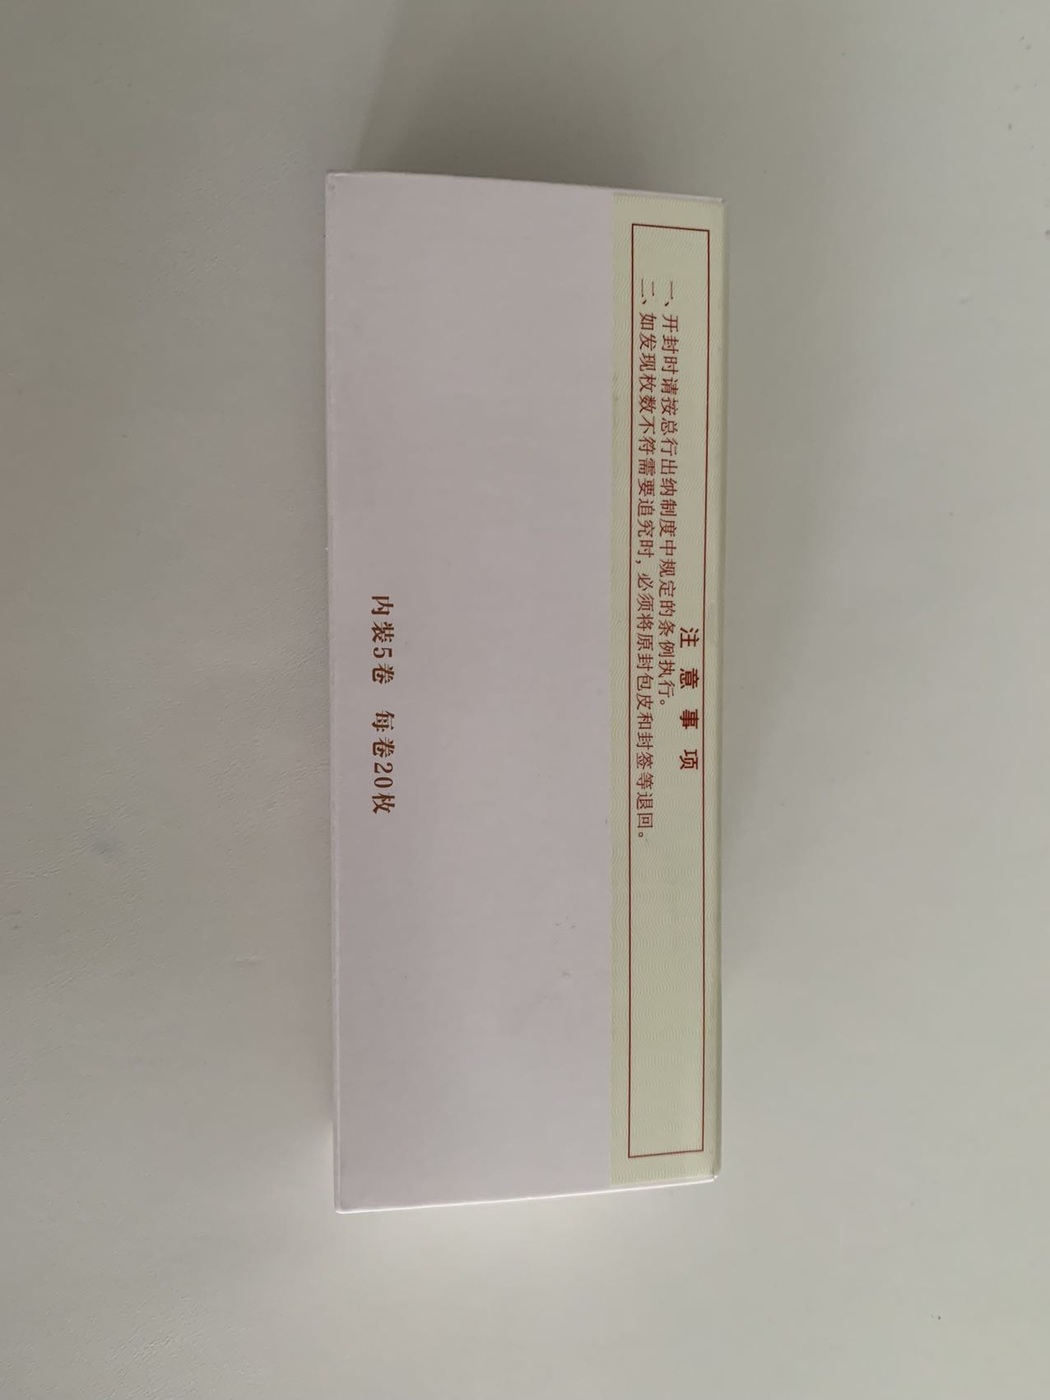 注 意 事 项
一、开封时请按总行出纳制度中规定的条例执行。
二、如发现枚数不符需要追究时，必须将原封包皮和封签等退回。
内装5卷 每卷20枚